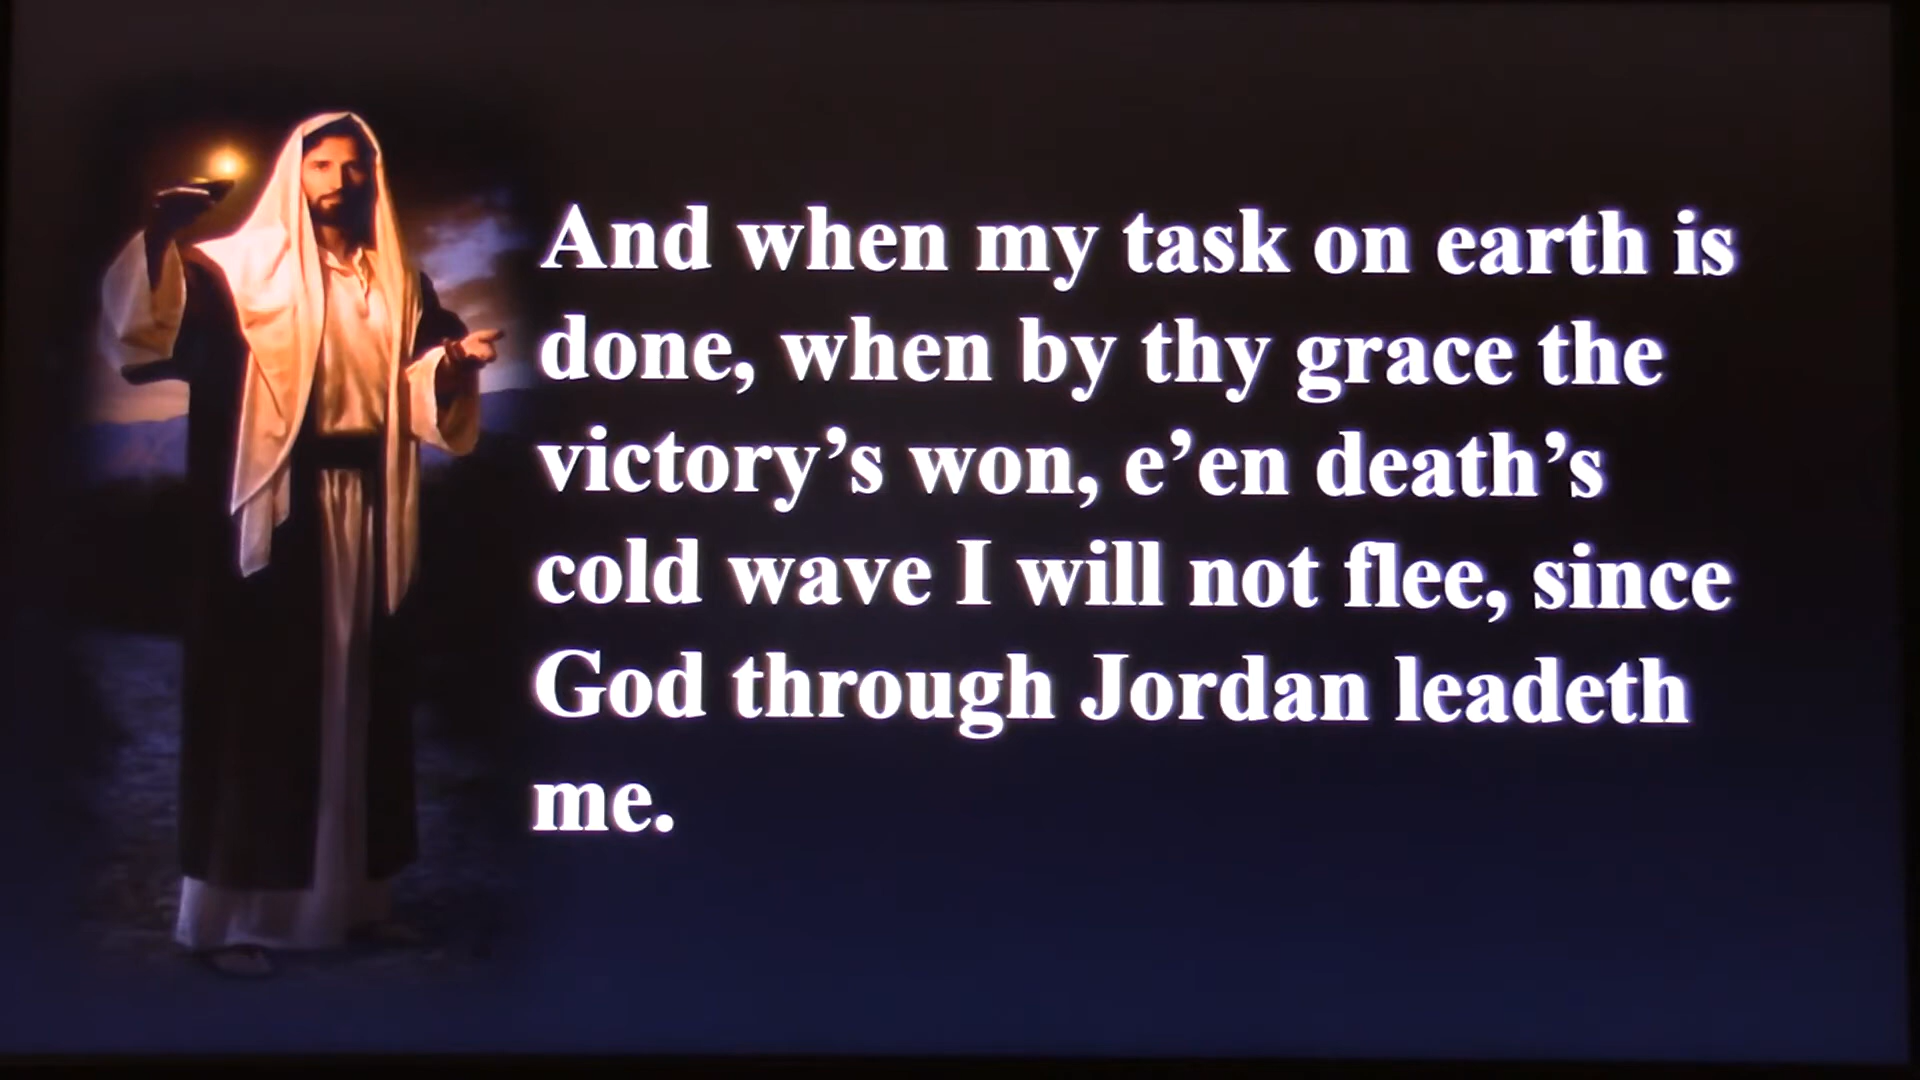 And when my task on earth is
done, when by thy grace the
victory’s won, e’en death’s
cold wave I will not flee, since
God through Jordan leadeth
me.